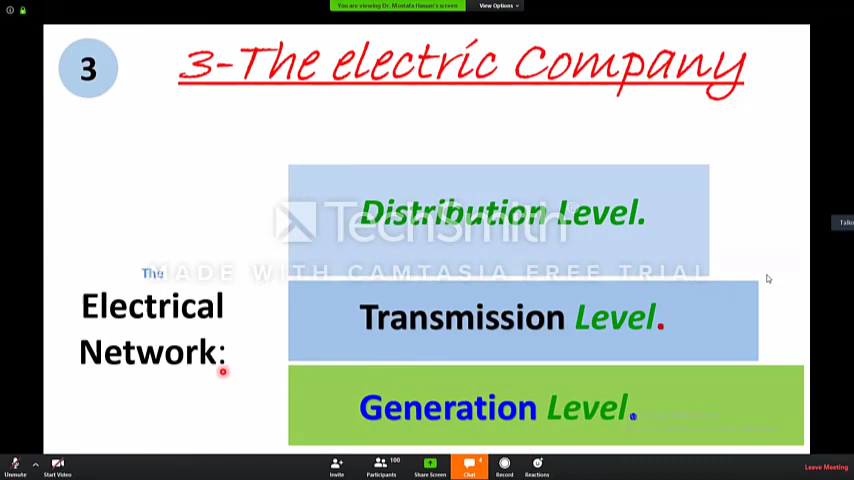 You are viewing Dr. Mostafa Hassan's screen
View Options
3
3-The electric Company
Distribution Level.
TechSmith
MADE WITH CAMTASIA FREE TRIAL
The
Electrical
Network:
Transmission Level.
Generation Level.
Unmute
Start Video
Invite
Participants
100
Share Screen
Chat
4
Record
Reactions
Leave Meeting